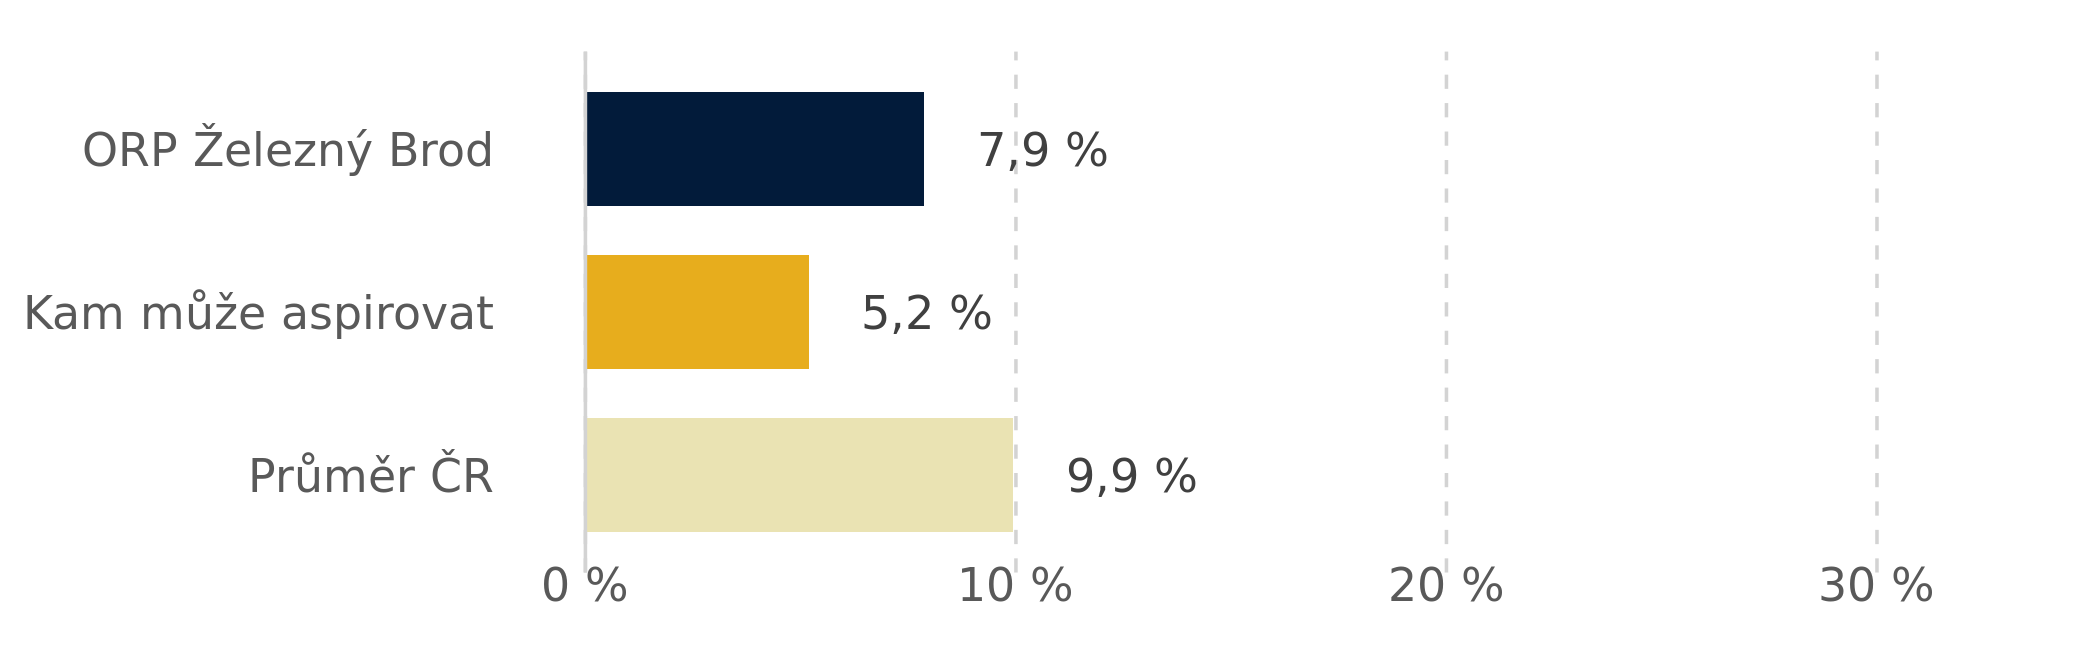 ORP Železný Brod
7,9 %
Kam může aspirovat
5,2 %
Průměr ČR
9,9 %
0 %
10 %
20 %
30 %